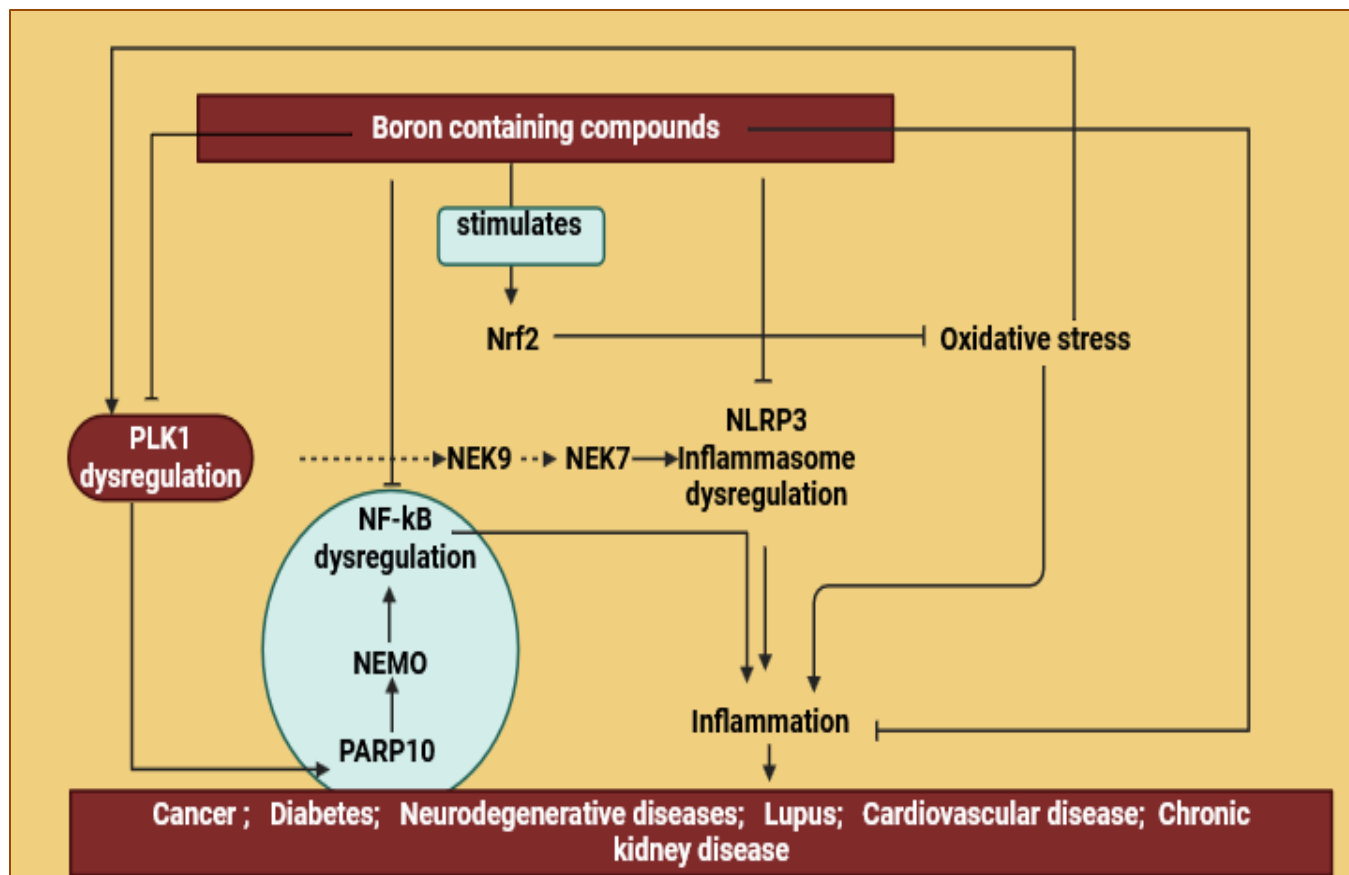 Boron containing compounds
stimulates
Nrf2
Oxidative stress
PLK1
dysregulation
NEK9
NEK7
NLRP3
Inflammasome
dysregulation
NF-kB
dysregulation
NEMO
PARP10
Inflammation
Cancer ; Diabetes; Neurodegenerative diseases; Lupus; Cardiovascular disease; Chronic
kidney disease